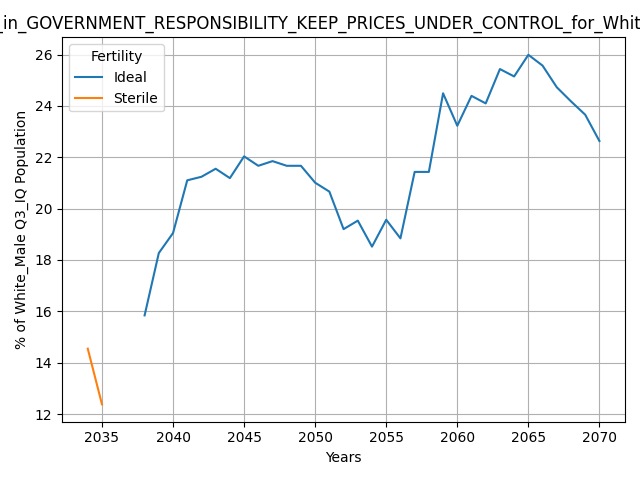 _in_GOVERNMENT_RESPONSIBILITY_KEEP_PRICES_UNDER_CONTROL_for_Whit
Fertility
Ideal
Sterile
% of White_Male Q3_IQ Population
26
24
22
20
18
16
14
12
2035 2040 2045 2050 2055 2060 2065 2070
Years